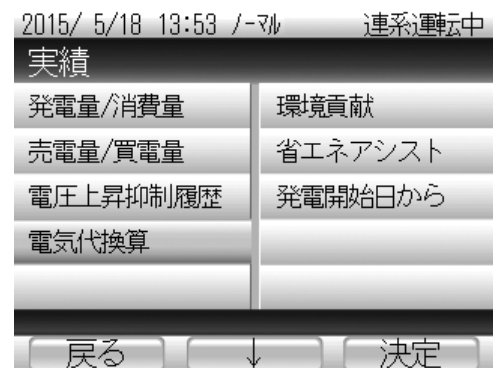 2015/ 5/18 13:53 ﾉｰﾏﾙ 連系運転中
実績
発電量/消費量 環境貢献
売電量/買電量 省エネアシスト
電圧上昇抑制履歴 発電開始日から
電気代換算
戻る ↓ 決定